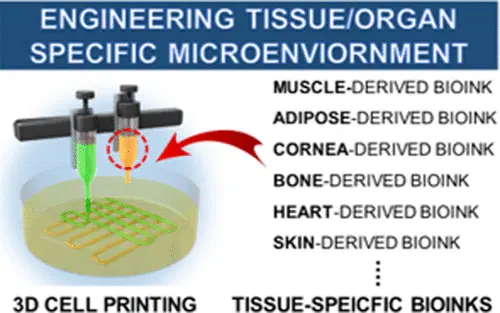 ENGINEERING TISSUE/ORGAN
SPECIFIC MICROENVIORNMENT
MUSCLE-DERIVED BIOINK
ADIPOSE-DERIVED BIOINK
CORNEA-DERIVED BIOINK
BONE-DERIVED BIOINK
HEART-DERIVED BIOINK
SKIN-DERIVED BIOINK
3D CELL PRINTING
TISSUE-SPEICFIC BIOINKS